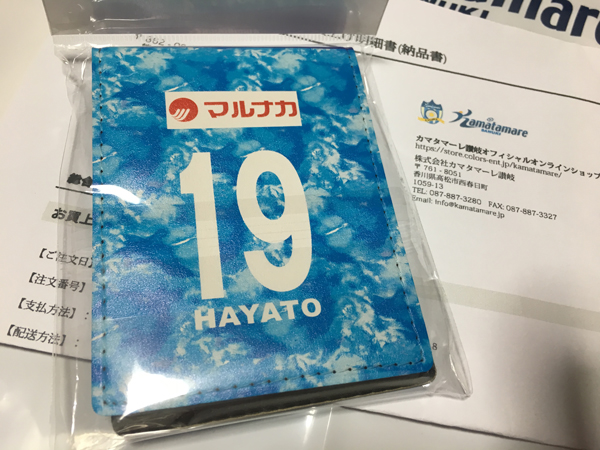 明細書(納品書)
マルナカ
19
HAYATO
Kamatamare
カマタマーレ讃岐オフィシャルオンラインショップ
https://store.colors-ent.jp/kamatamare/
株式会社カマタマーレ讃岐
〒761-8051
香川県高松市西春日町
1059-13
TEL: 087-887-3280 FAX: 087-887-3327
Email: info@kamatamare.jp
お買上
【ご注文日】
【注文番号】
【支払方法】:
【配送方法】: